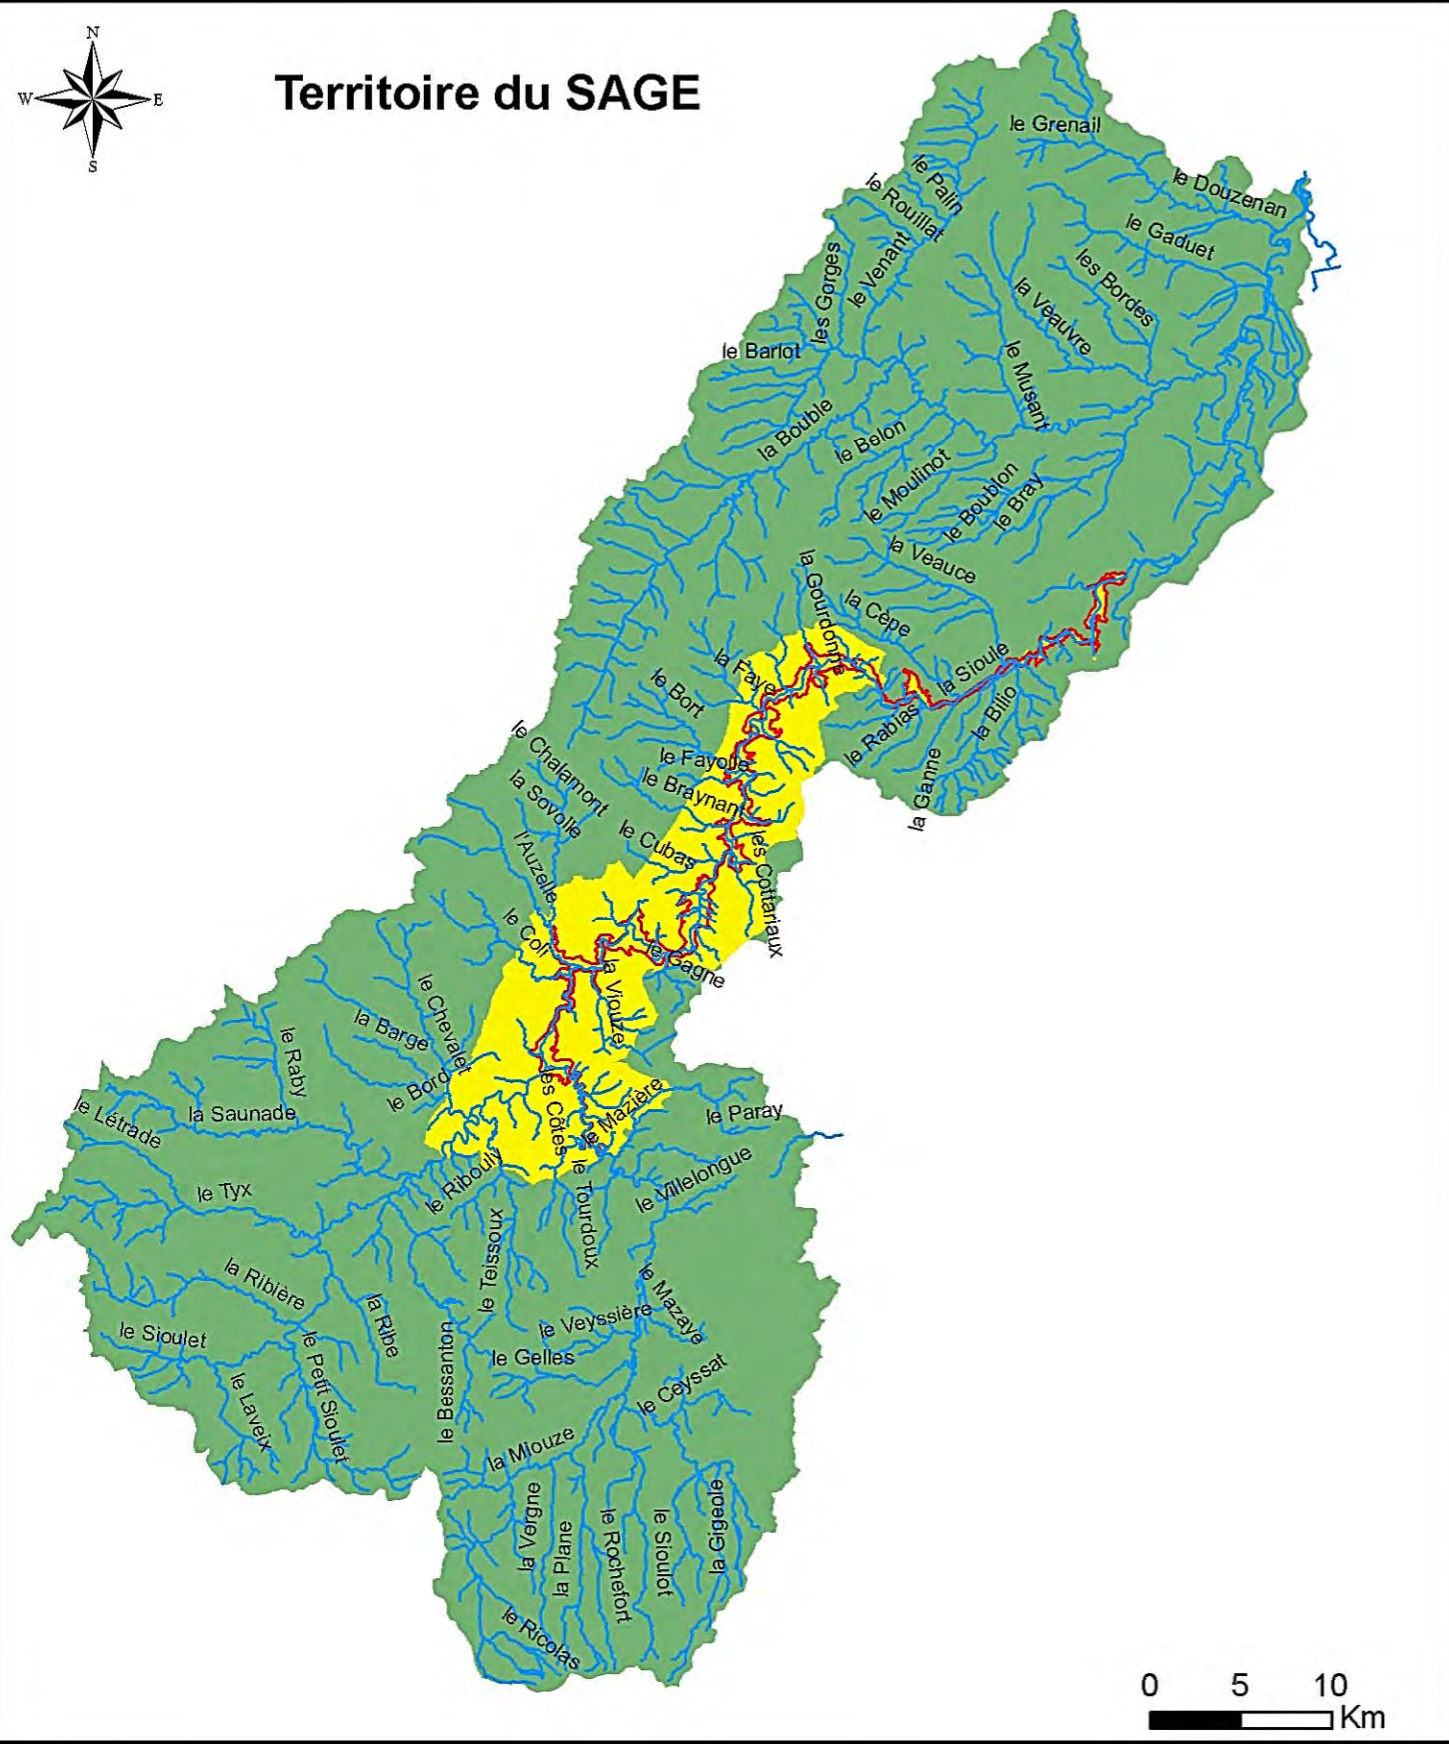 N
Territoire du SAGE
W
E
S
le Grenail
le Palin
le Douzenan
le Rouillat
le Gaduet
le Venant
les Gorges
les Bordes
la Veauvre
le Barlot
le Musant
la Bouble
le Belon
le Moulinot
le Boublon
le Bray
la Veauce
la Gourdonne
la Cèpe
la Faye
la Sioule
le Bort
la Bilio
le Rabias
le Chalamont
le Fayolle
la Ganne
la Sovolle
le Braynant
l'Auzelle
le Cubas
les Cottariaux
le Coli
le Gagne
la Viouze
le Chevalet
la Barge
le Raby
le Bord
les Côtes
le Mazière
le Létrade
la Saunade
le Paray
le Ribouly
le Tourdoux
le Villelongue
le Tyx
le Teissoux
la Ribière
le Mazaye
la Ribe
le Veyssière
le Sioulet
le Petit Sioulet
le Bessanton
le Gelles
le Ceyssat
le Laveix
la Miouze
la Vergne
la Plane
le Rochefort
le Sioulot
la Gigeole
le Ricolas
0 5 10
Km